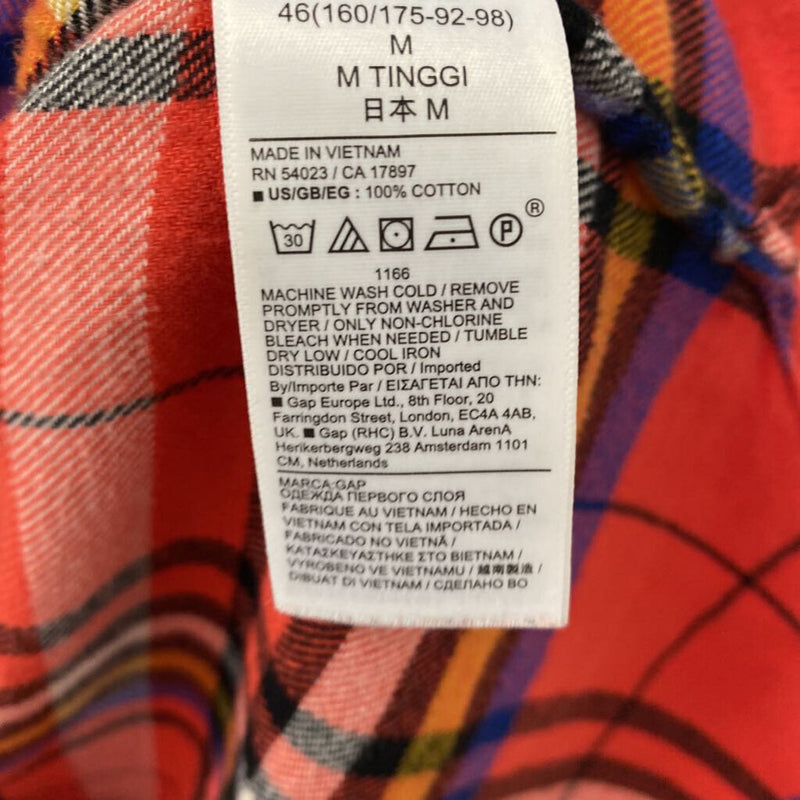 46(160/175-92-98)
M
M TINGGI
日本 M
MADE IN VIETNAM
RN 54023 / CA 17897
■ US/GB/EG : 100% COTTON
30 P ®
1166
MACHINE WASH COLD / REMOVE
PROMPTLY FROM WASHER AND
DRYER / ONLY NON-CHLORINE
BLEACH WHEN NEEDED / TUMBLE
DRY LOW / COOL IRON
DISTRIBUIDO POR / Imported
By/Importe Par / ΕΙΣΑΓΕΤΑΙ ΑΠΟ ΤΗΝ:
■ Gap Europe Ltd., 8th Floor, 20
Farringdon Street, London, EC4A 4AB,
UK. ■ Gap (RHC) B.V. Luna ArenA
Herikerbergweg 238 Amsterdam 1101
CM, Netherlands
MARCA:GAP
ОДЕЖДА ПЕРВОГО СЛОЯ
FABRIQUE AU VIETNAM / HECHO EN
VIETNAM CON TELA IMPORTADA /
FABRICADO NO VIETNÃ /
ΚΑΤΑΣΚΕΥΑΣΤΗΚΕ ΣΤΟ ΒΙΕΤΝΑΜ /
VYROBENO VE VIETNAMU / 越南製造 /
DIBUAT DI VIETNAM / СДЕЛАНО ВО